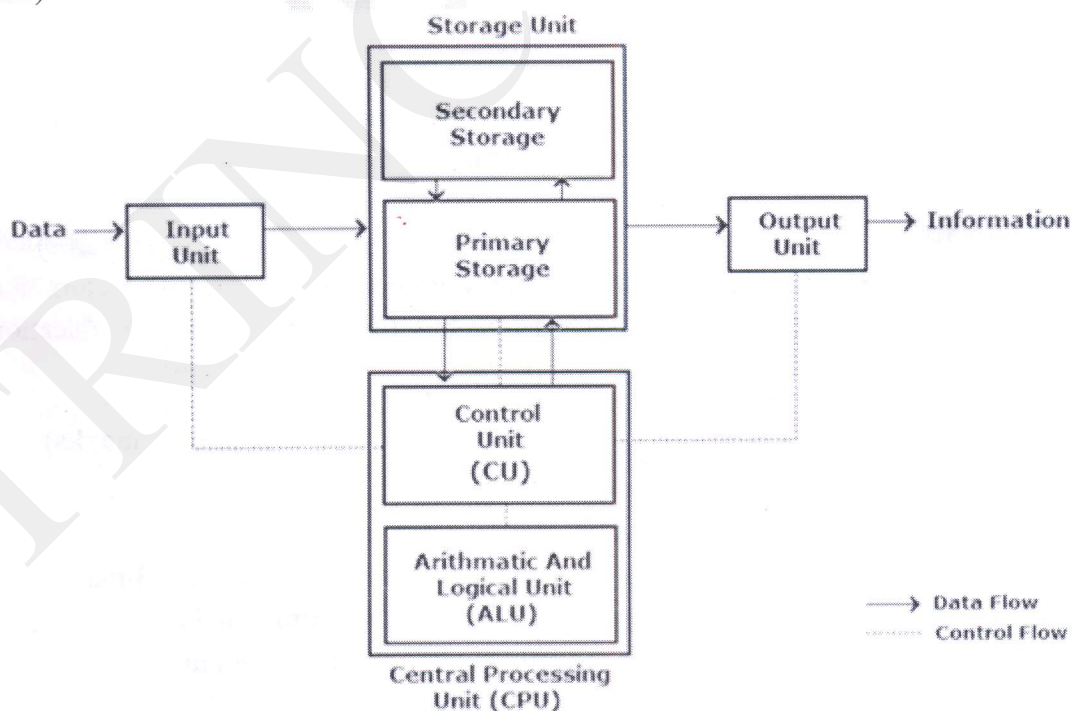 Storage Unit
Secondary
Storage
Data
Input
Unit
Primary
Storage
Output
Unit
Information
Control
Unit
(CU)
Arithmatic And
Logical Unit
(ALU)
Data Flow
Control Flow
Central Processing
Unit (CPU)